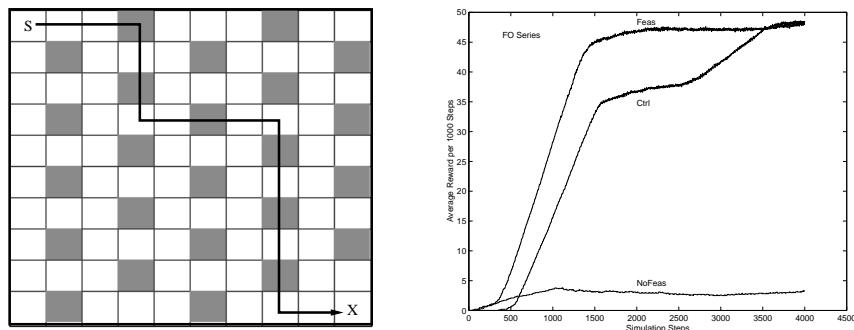 S
X
50
45
40
35
30
25
20
15
10
5
0
Average Reward per 1000 Steps
FO Series
Feas
Ctrl
NoFeas
0 500 1000 1500 2000 2500 3000 3500 4000 4500
Simulation Steps